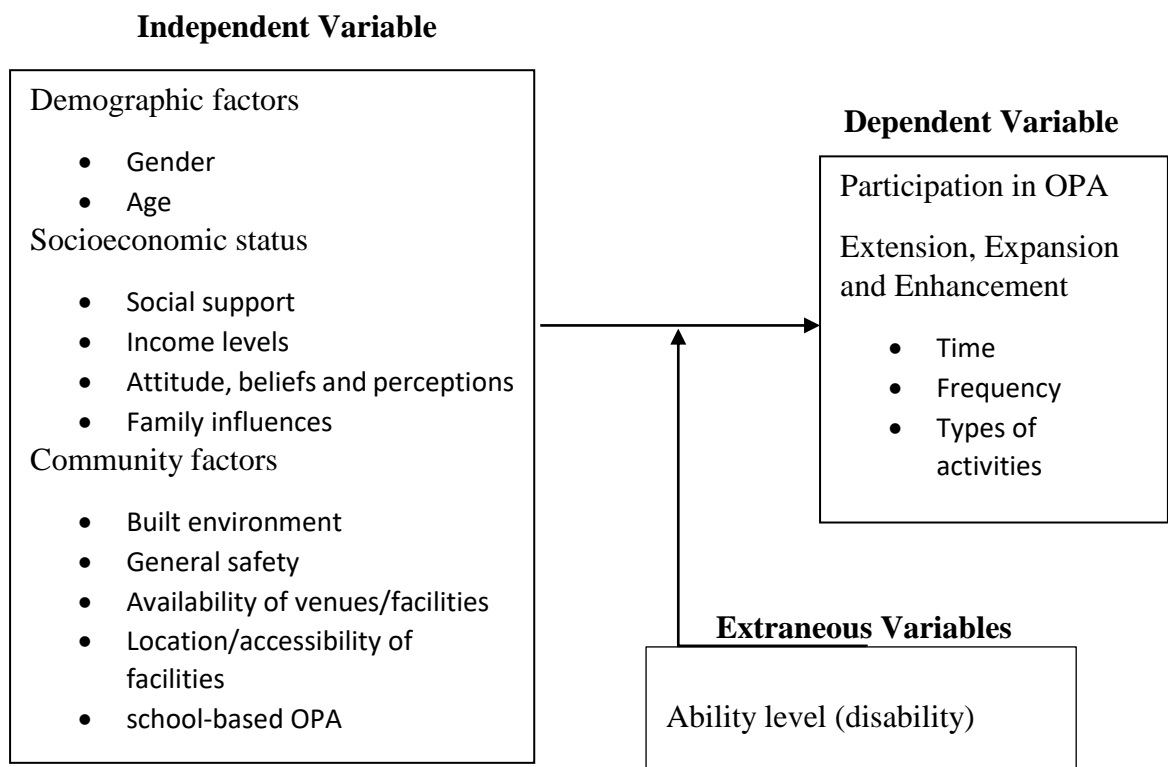 Independent Variable
Demographic factors
• Gender
• Age
Socioeconomic status
• Social support
• Income levels
• Attitude, beliefs and perceptions
• Family influences
Community factors
• Built environment
• General safety
• Availability of venues/facilities
• Location/accessibility of
facilities
• school-based OPA
Dependent Variable
Participation in OPA
Extension, Expansion
and Enhancement
• Time
• Frequency
• Types of
activities
Extraneous Variables
Ability level (disability)